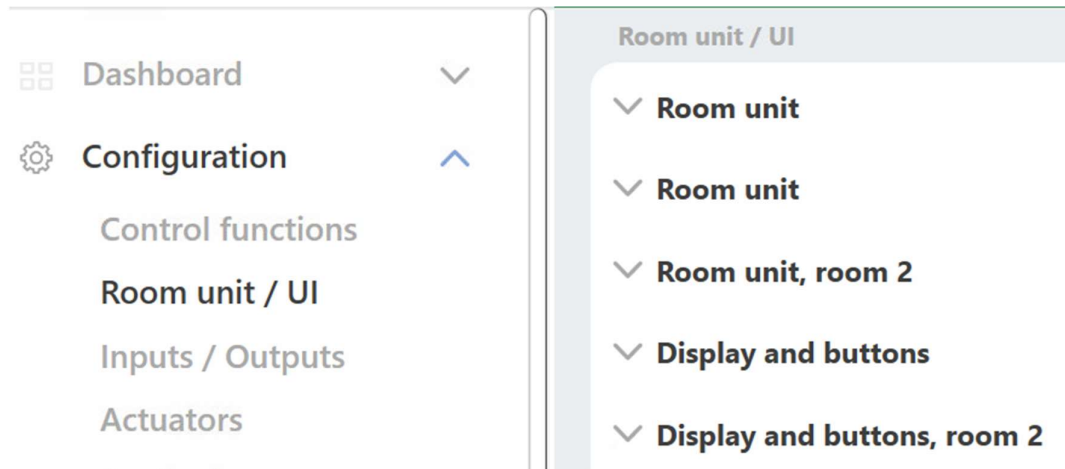 Dashboard
Configuration
Control functions
Room unit / UI
Inputs / Outputs
Actuators
Room unit / UI
Room unit
Room unit
Room unit, room 2
Display and buttons
Display and buttons, room 2